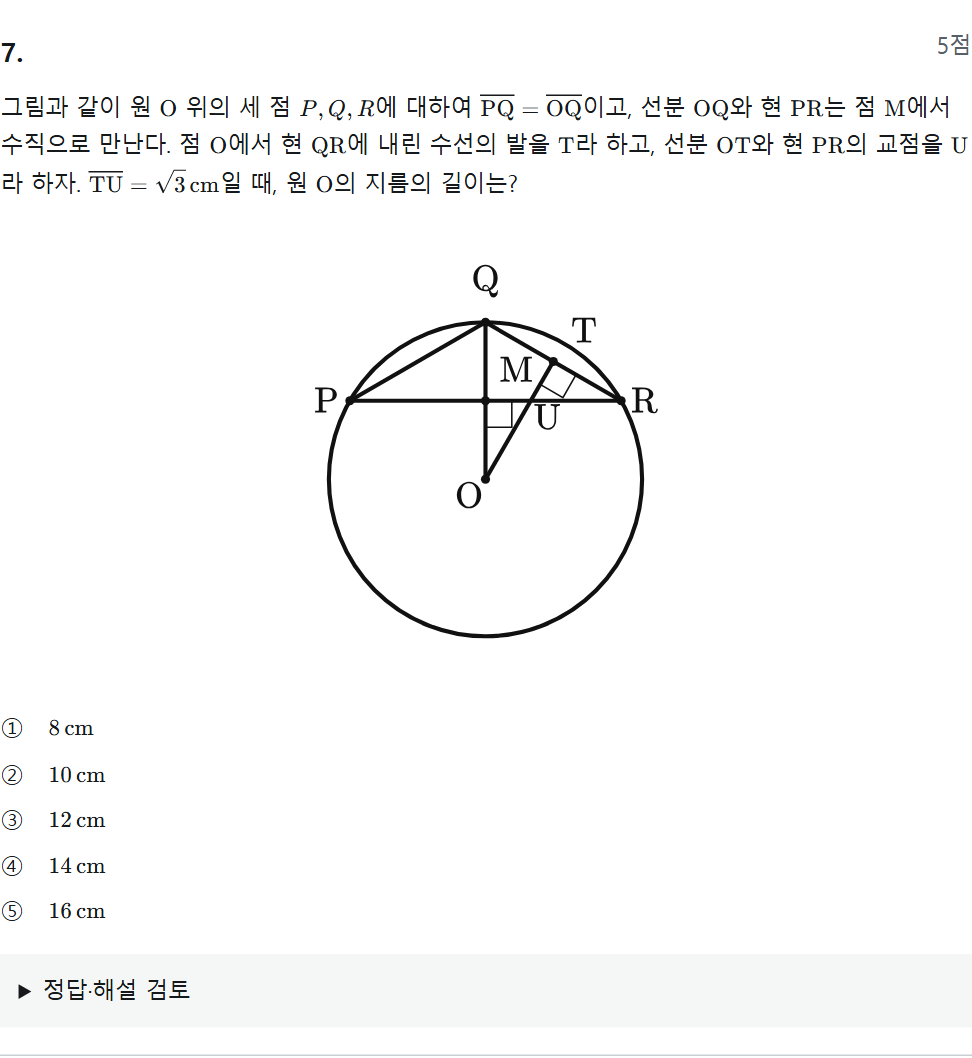 7.
5점
그림과 같이 원 O 위의 세 점 P, Q, R에 대하여 PQ = OQ이고, 선분 OQ와 현 PR는 점 M에서
수직으로 만난다. 점 O에서 현 QR에 내린 수선의 발을 T라 하고, 선분 OT와 현 PR의 교점을 U
라 하자. TU = √3 cm일 때, 원 O의 지름의 길이는?
Q
T
M
P
R
U
O
① 8 cm
② 10 cm
③ 12 cm
④ 14 cm
⑤ 16 cm
▶ 정답·해설 검토